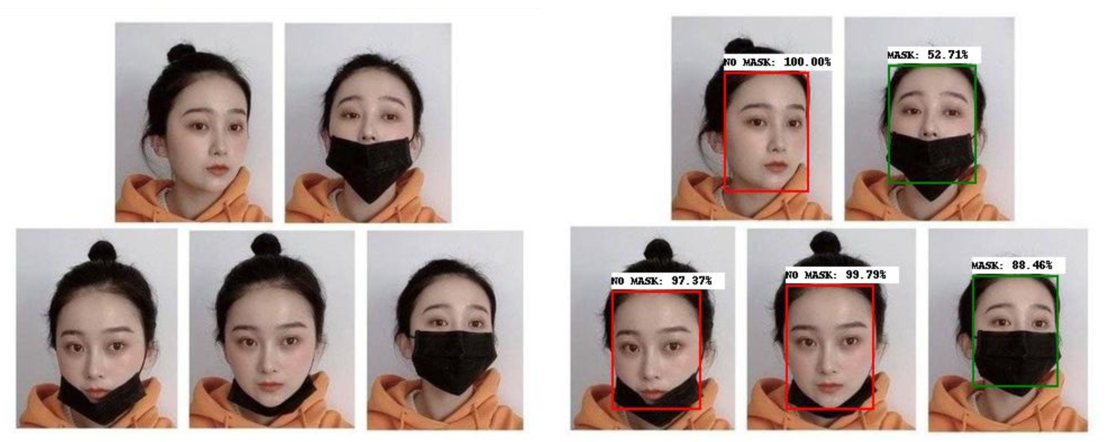 NO MASK: 100.00%
MASK: 52.71%
NO MASK: 97.37%
NO MASK: 99.79%
MASK: 88.46%